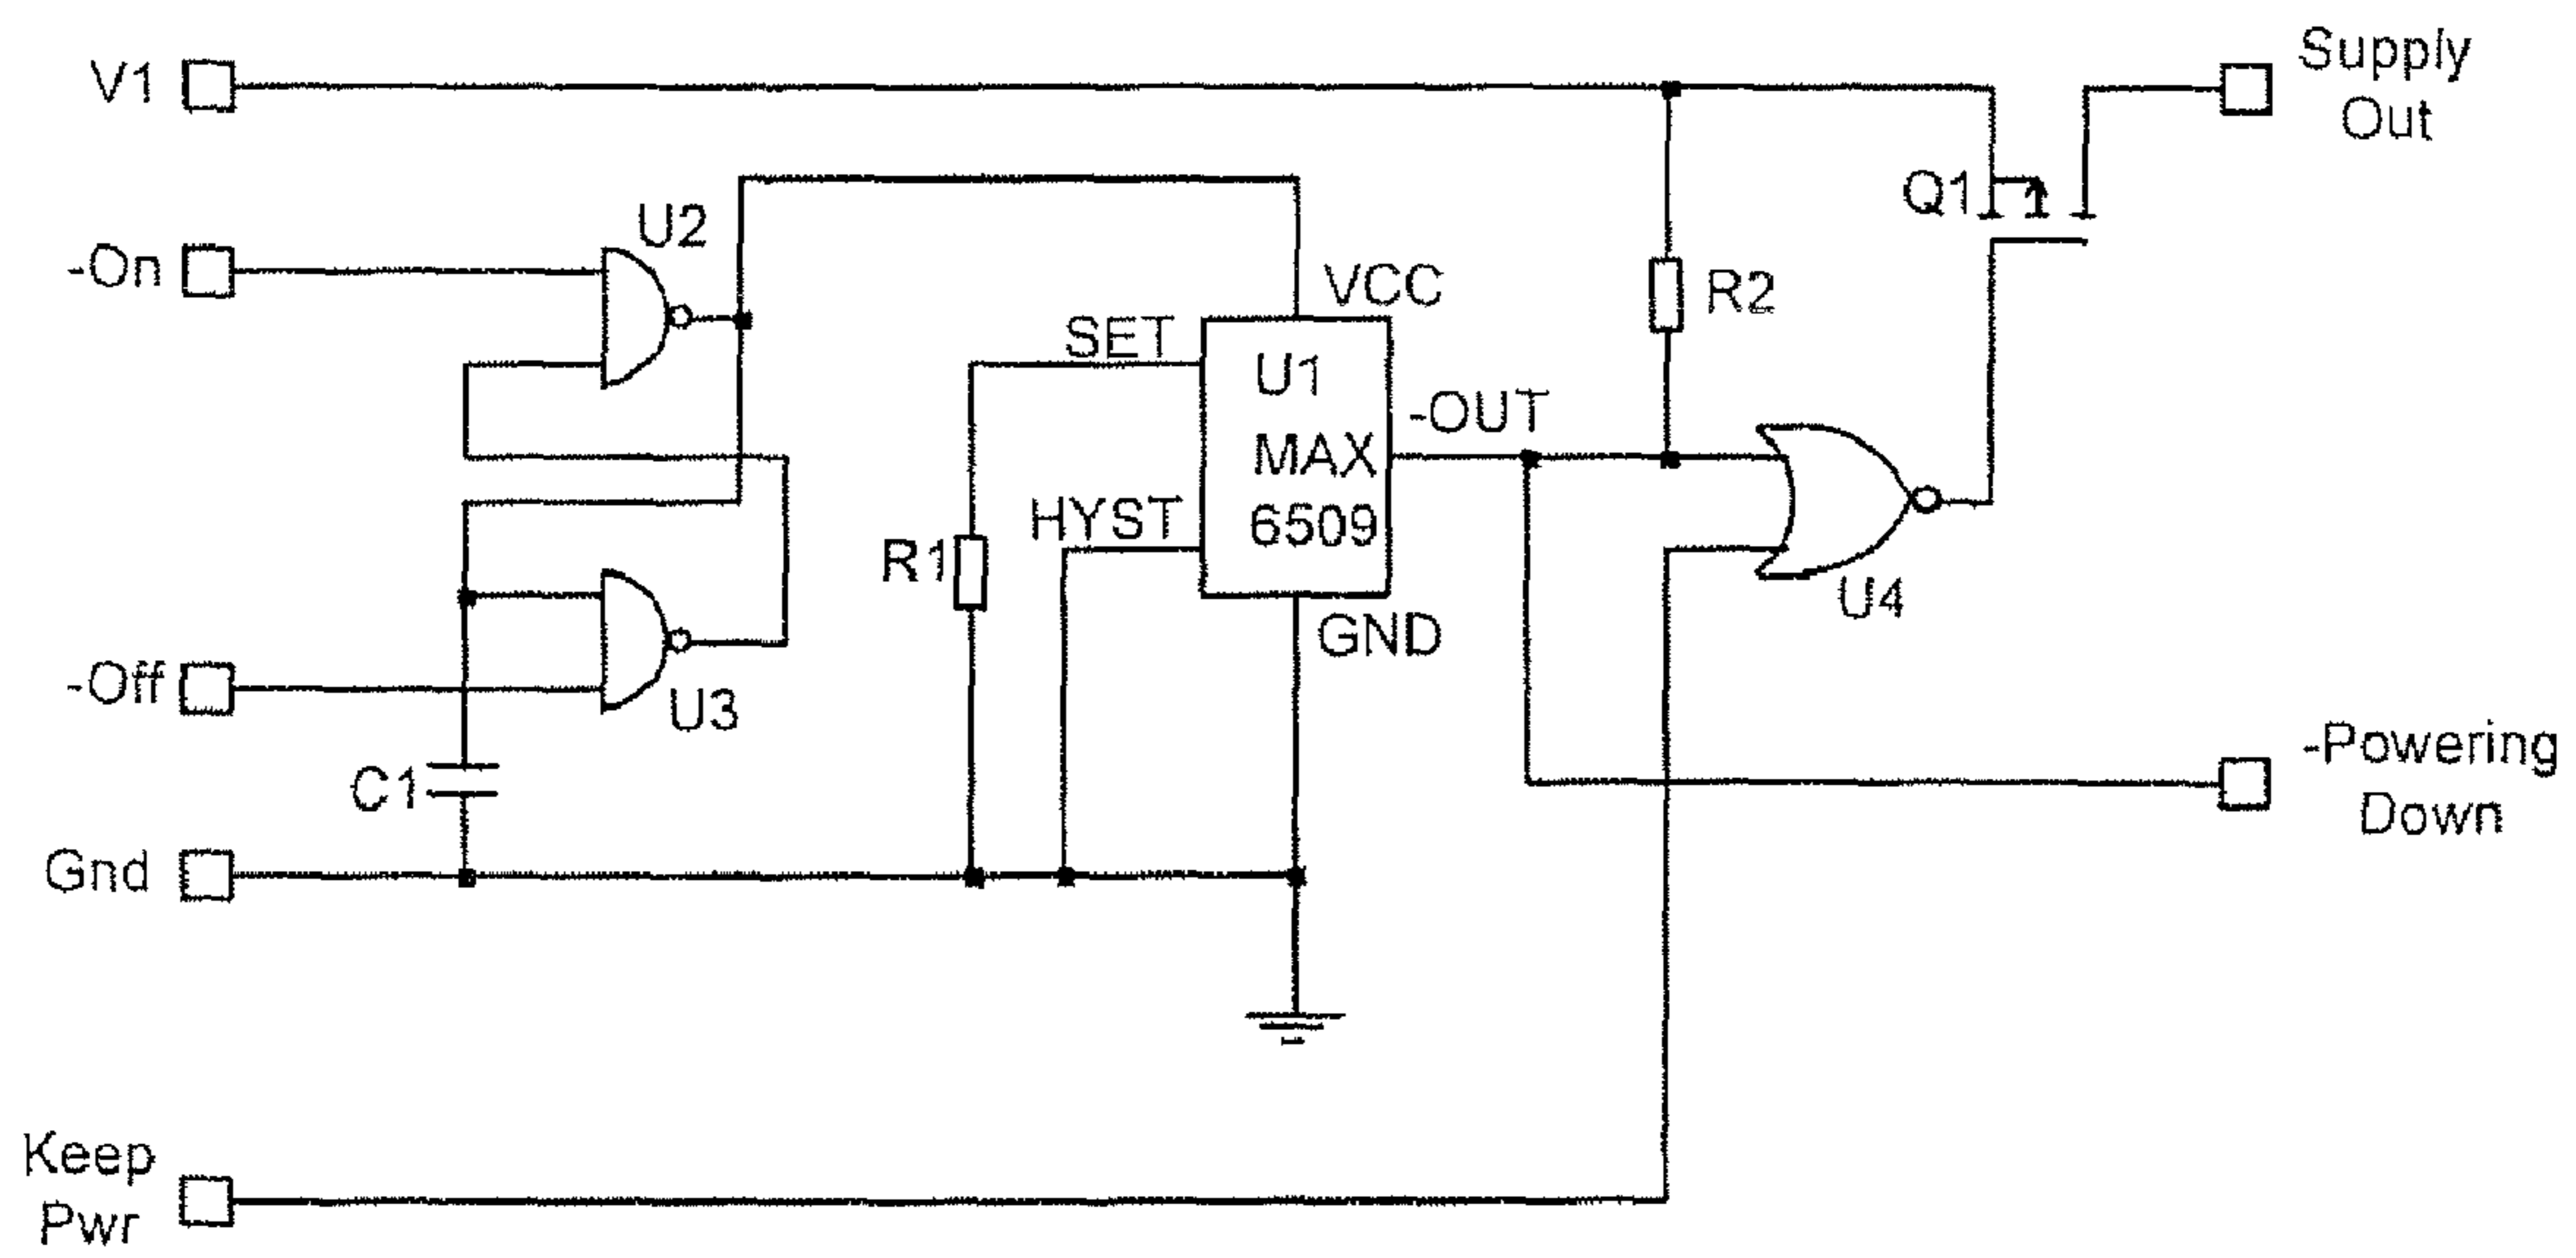 V1
Supply
Out
Q1
U2
-On
VCC
R2
SET
U1
-OUT
MAX
HYST
6509
R1
U4
GND
-Off
U3
-Powering
Down
C1
Gnd
Keep
Pwr